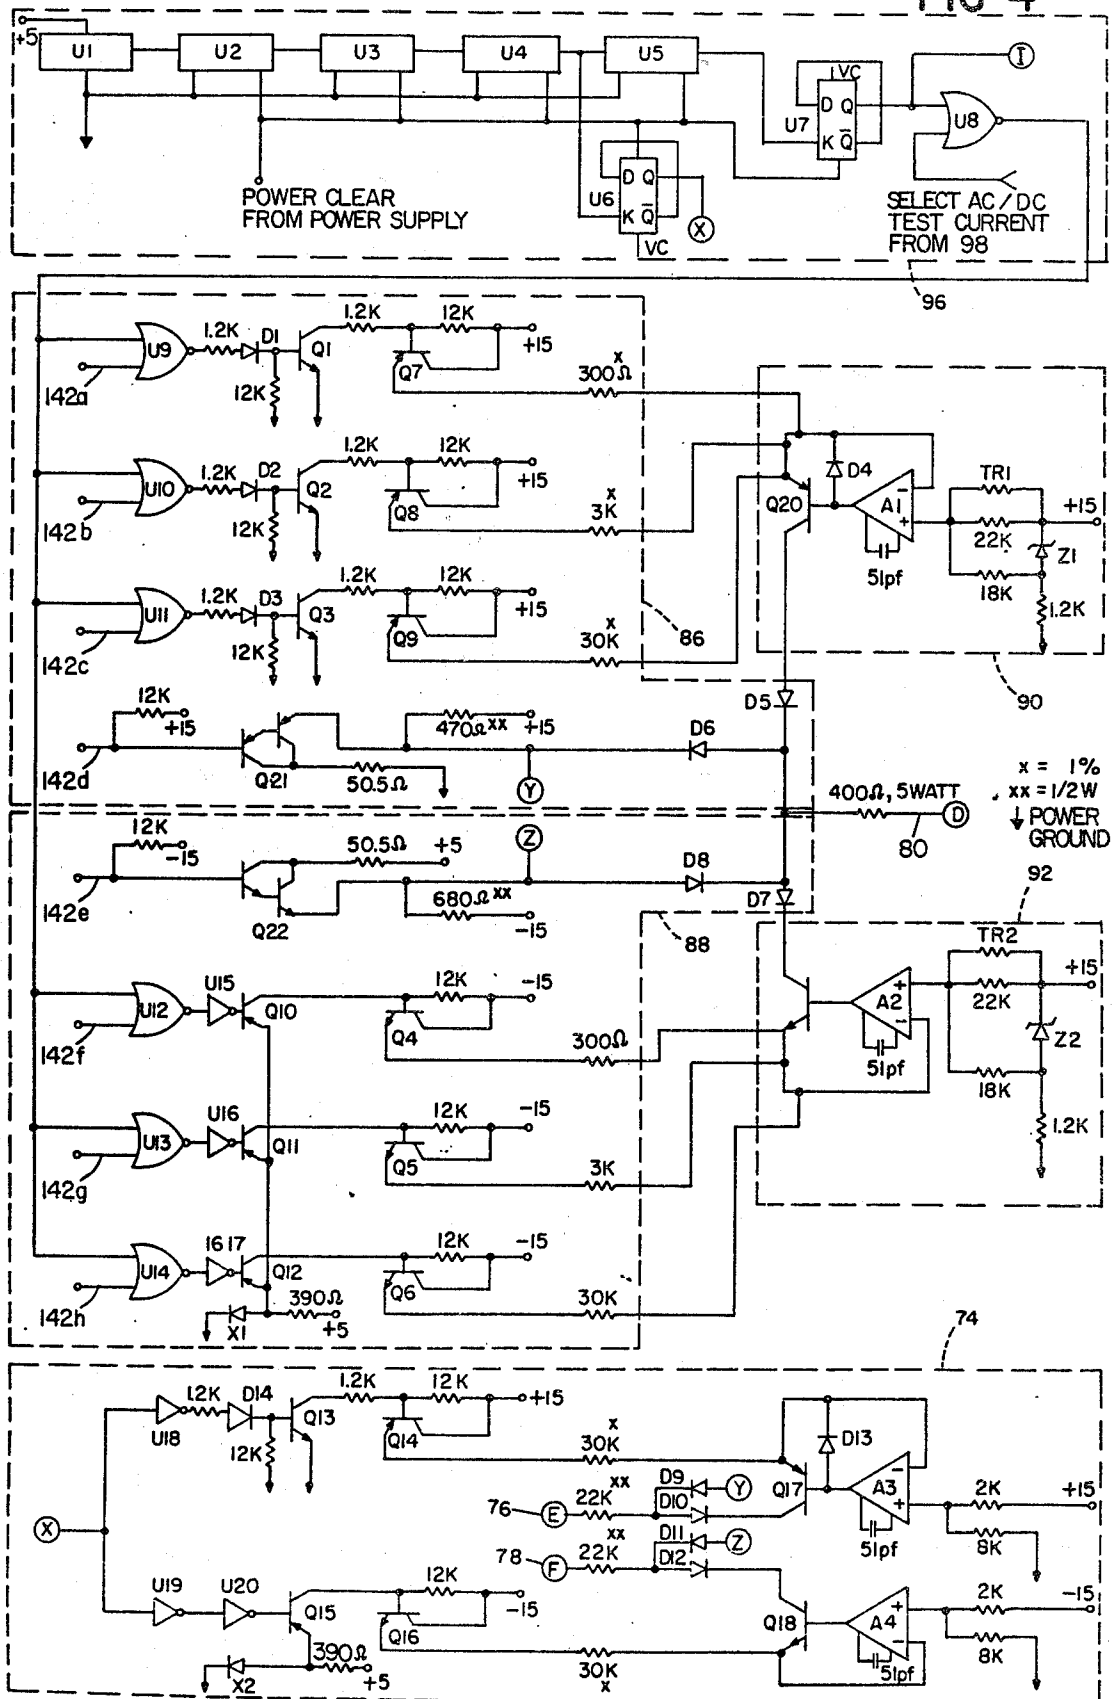 FIG 4
+5
U1 U2 U3 U4 U5
VC
D Q
U7
K Q̅
I
U8
POWER CLEAR
FROM POWER SUPPLY
D Q
U6
K Q̅
VC
X
SELECT AC/DC
TEST CURRENT
FROM 98
96
U9 1.2K D1 Q1 1.2K 12K +15
Q7
142a 12K
x
300Ω
U10 1.2K D2 Q2 1.2K 12K +15
Q8
142b 12K
x
3K
U11 1.2K D3 Q3 1.2K 12K +15
Q9
142c 12K
x
30K
86
D4
Q20 A1 - +
51pf
TR1
22K
18K
+15
Z1
1.2K
90
12K
+15
142d
Q21
50.5Ω
470Ω xx +15
Y
D6
D5
x = 1%
xx = 1/2W
POWER
GROUND
400Ω, 5WATT
D
80
12K
-15
142e
Q22
50.5Ω +5
680Ω xx
-15
Z
D8
D7
88
92
U12 U15 Q10 12K -15
Q4
142f
300Ω
A2 + -
51pf
TR2
22K
18K
+15
Z2
1.2K
U13 U16 Q11 12K -15
Q5
142g
3K
U14 1617 Q12 12K -15
Q6
142h
30K
X1
390Ω
+5
74
X
U18 1.2K D14 Q13 1.2K 12K +15
Q14
12K
x
30K
D13
Q17 A3 - +
51pf
2K +15
8K
76 E 22K xx
D9 Y
D10
78 F 22K xx
D11 Z
D12
U19 U20 Q15 12K -15
Q16
390Ω
+5
X2
30K
x
Q18 A4 + -
51pf
2K -15
8K